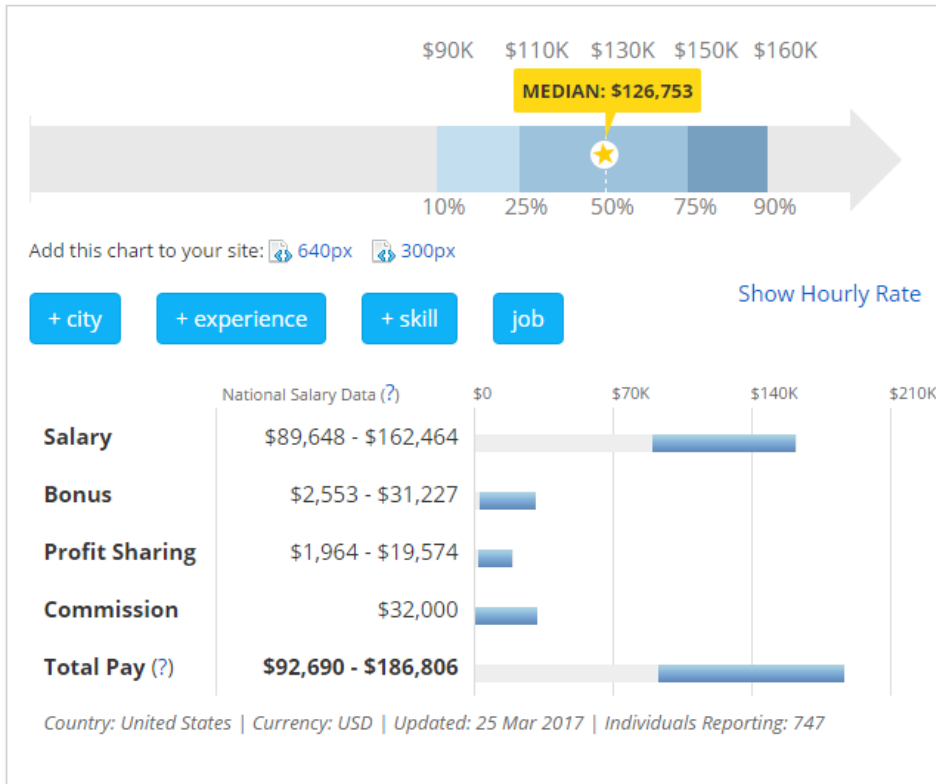 $90K $110K $130K $150K $160K
MEDIAN: $126,753
10% 25% 50% 75% 90%
Add this chart to your site: 640px 300px
Show Hourly Rate
+ city + experience + skill job
National Salary Data (?) $0 $70K $140K $210K
Salary $89,648 - $162,464
Bonus $2,553 - $31,227
Profit Sharing $1,964 - $19,574
Commission $32,000
Total Pay (?) $92,690 - $186,806
Country: United States | Currency: USD | Updated: 25 Mar 2017 | Individuals Reporting: 747